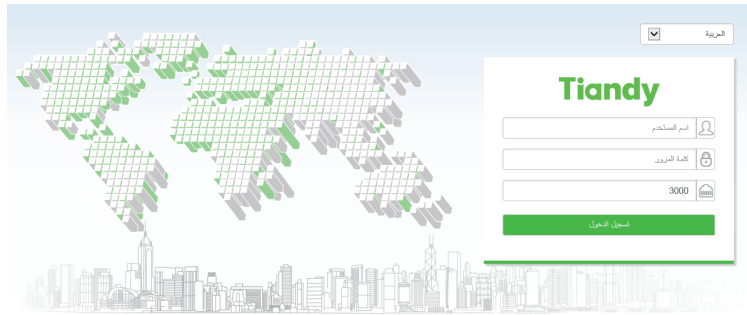 العربية
Tiandy
اسم المستخدم
كلمة المرور
3000
تسجيل الدخول